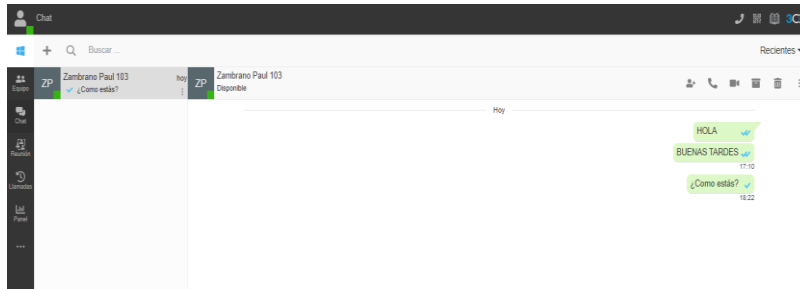 Chat
3C
+ Buscar ...
Recientes
Equipo
Chat
Reunión
Llamadas
Panel
...
ZP
Zambrano Paul 103
hoy
¿Como estás?
ZP
Zambrano Paul 103
Disponible
Hoy
HOLA
BUENAS TARDES
17:10
¿Como estás?
18:22